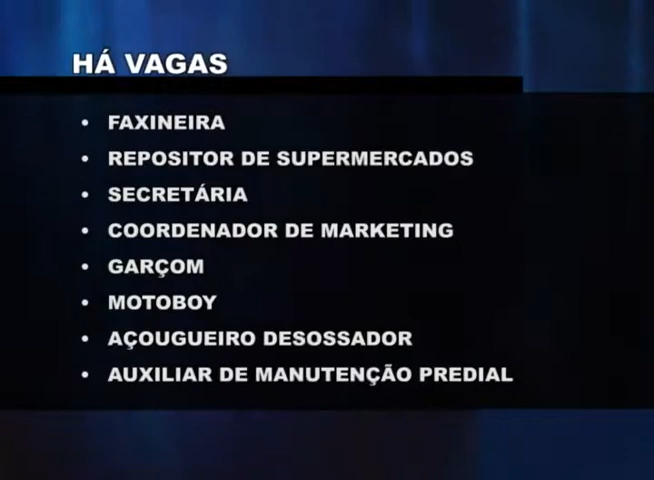 HÁ VAGAS
• FAXINEIRA
• REPOSITOR DE SUPERMERCADOS
• SECRETÁRIA
• COORDENADOR DE MARKETING
• GARÇOM
• MOTOBOY
• AÇOUGUEIRO DESOSSADOR
• AUXILIAR DE MANUTENÇÃO PREDIAL